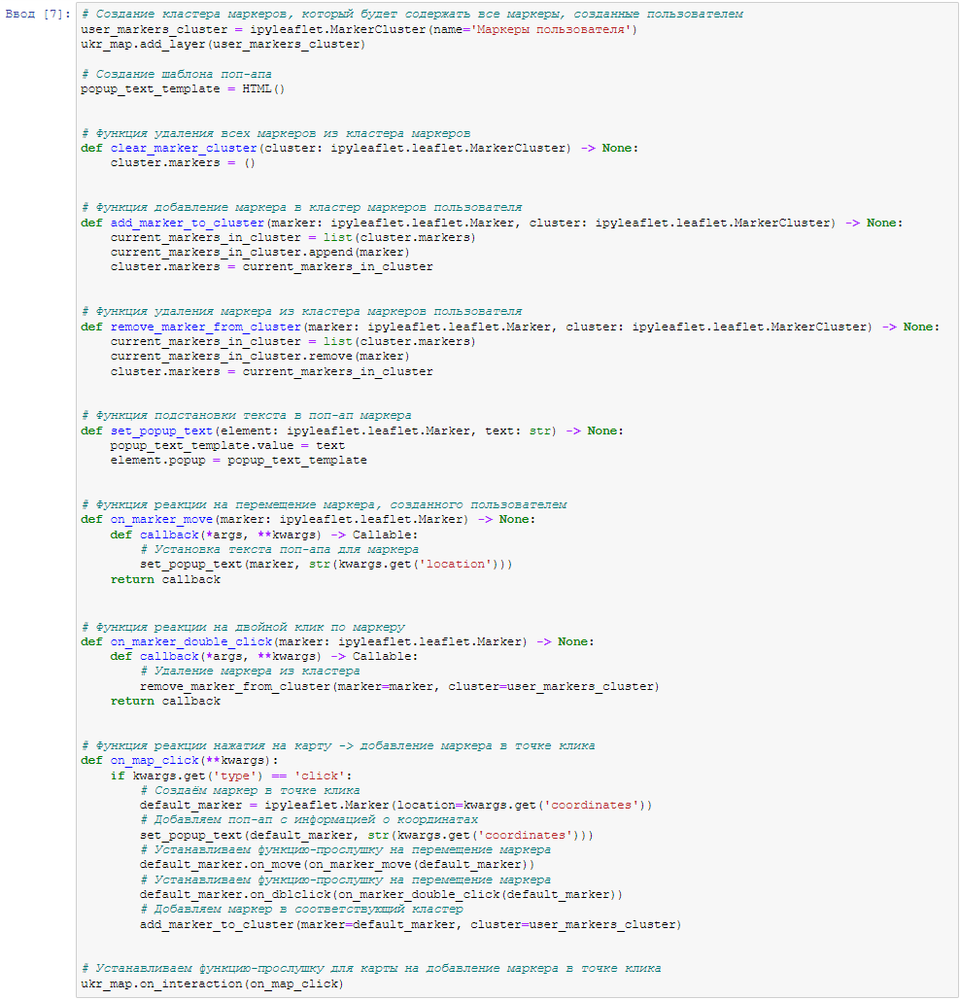 Ввод [7]: # Создание кластера маркеров, который будет содержать все маркеры, созданные пользователем
user_markers_cluster = ipyleaflet.MarkerCluster(name='Маркеры пользователя')
ukr_map.add_layer(user_markers_cluster)

# Создание шаблона поп-апа
popup_text_template = HTML()


# Функция удаления всех маркеров из кластера маркеров
def clear_marker_cluster(cluster: ipyleaflet.leaflet.MarkerCluster) -> None:
    cluster.markers = ()


# Функция добавление маркера в кластер маркеров пользователя
def add_marker_to_cluster(marker: ipyleaflet.leaflet.Marker, cluster: ipyleaflet.leaflet.MarkerCluster) -> None:
    current_markers_in_cluster = list(cluster.markers)
    current_markers_in_cluster.append(marker)
    cluster.markers = current_markers_in_cluster


# Функция удаления маркера из кластера маркеров пользователя
def remove_marker_from_cluster(marker: ipyleaflet.leaflet.Marker, cluster: ipyleaflet.leaflet.MarkerCluster) -> None:
    current_markers_in_cluster = list(cluster.markers)
    current_markers_in_cluster.remove(marker)
    cluster.markers = current_markers_in_cluster


# Функция подстановки текста в поп-ап маркера
def set_popup_text(element: ipyleaflet.leaflet.Marker, text: str) -> None:
    popup_text_template.value = text
    element.popup = popup_text_template


# Функция реакции на перемещение маркера, созданного пользователем
def on_marker_move(marker: ipyleaflet.leaflet.Marker) -> None:
    def callback(*args, **kwargs) -> Callable:
        # Установка текста поп-апа для маркера
        set_popup_text(marker, str(kwargs.get('location')))
    return callback


# Функция реакции на двойной клик по маркеру
def on_marker_double_click(marker: ipyleaflet.leaflet.Marker) -> None:
    def callback(*args, **kwargs) -> Callable:
        # Удаление маркера из кластера
        remove_marker_from_cluster(marker=marker, cluster=user_markers_cluster)
    return callback


# Функция реакции нажатия на карту -> добавление маркера в точке клика
def on_map_click(**kwargs):
    if kwargs.get('type') == 'click':
        # Создаём маркер в точке клика
        default_marker = ipyleaflet.Marker(location=kwargs.get('coordinates'))
        # Добавляем поп-ап с информацией о координатах
        set_popup_text(default_marker, str(kwargs.get('coordinates')))
        # Устанавливаем функцию-прослушку на перемещение маркера
        default_marker.on_move(on_marker_move(default_marker))
        # Устанавливаем функцию-прослушку на перемещение маркера
        default_marker.on_dblclick(on_marker_double_click(default_marker))
        # Добавляем маркер в соответствующий кластер
        add_marker_to_cluster(marker=default_marker, cluster=user_markers_cluster)


# Устанавливаем функцию-прослушку для карты на добавление маркера в точке клика
ukr_map.on_interaction(on_map_click)